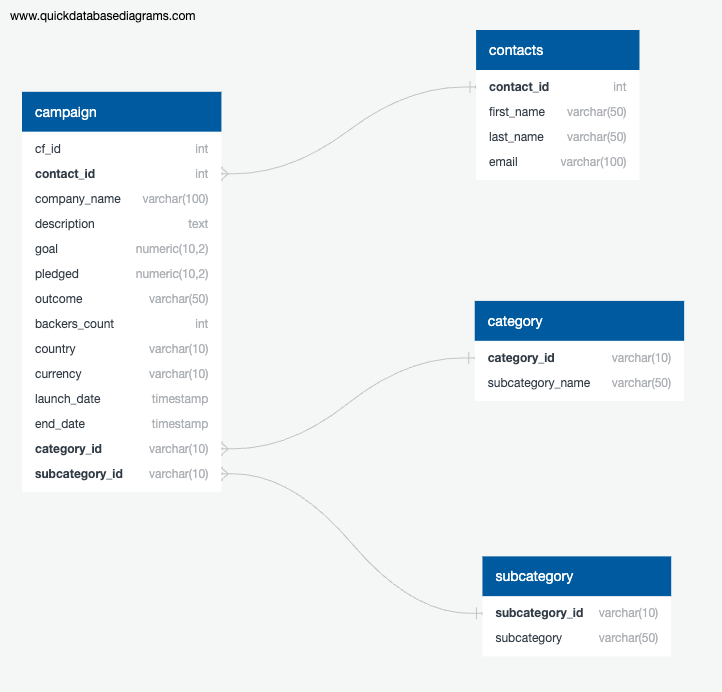 www.quickdatabasediagrams.com
campaign
cf_id int
contact_id int
company_name varchar(100)
description text
goal numeric(10,2)
pledged numeric(10,2)
outcome varchar(50)
backers_count int
country varchar(10)
currency varchar(10)
launch_date timestamp
end_date timestamp
category_id varchar(10)
subcategory_id varchar(10)
contacts
contact_id int
first_name varchar(50)
last_name varchar(50)
email varchar(100)
category
category_id varchar(10)
subcategory_name varchar(50)
subcategory
subcategory_id varchar(10)
subcategory varchar(50)